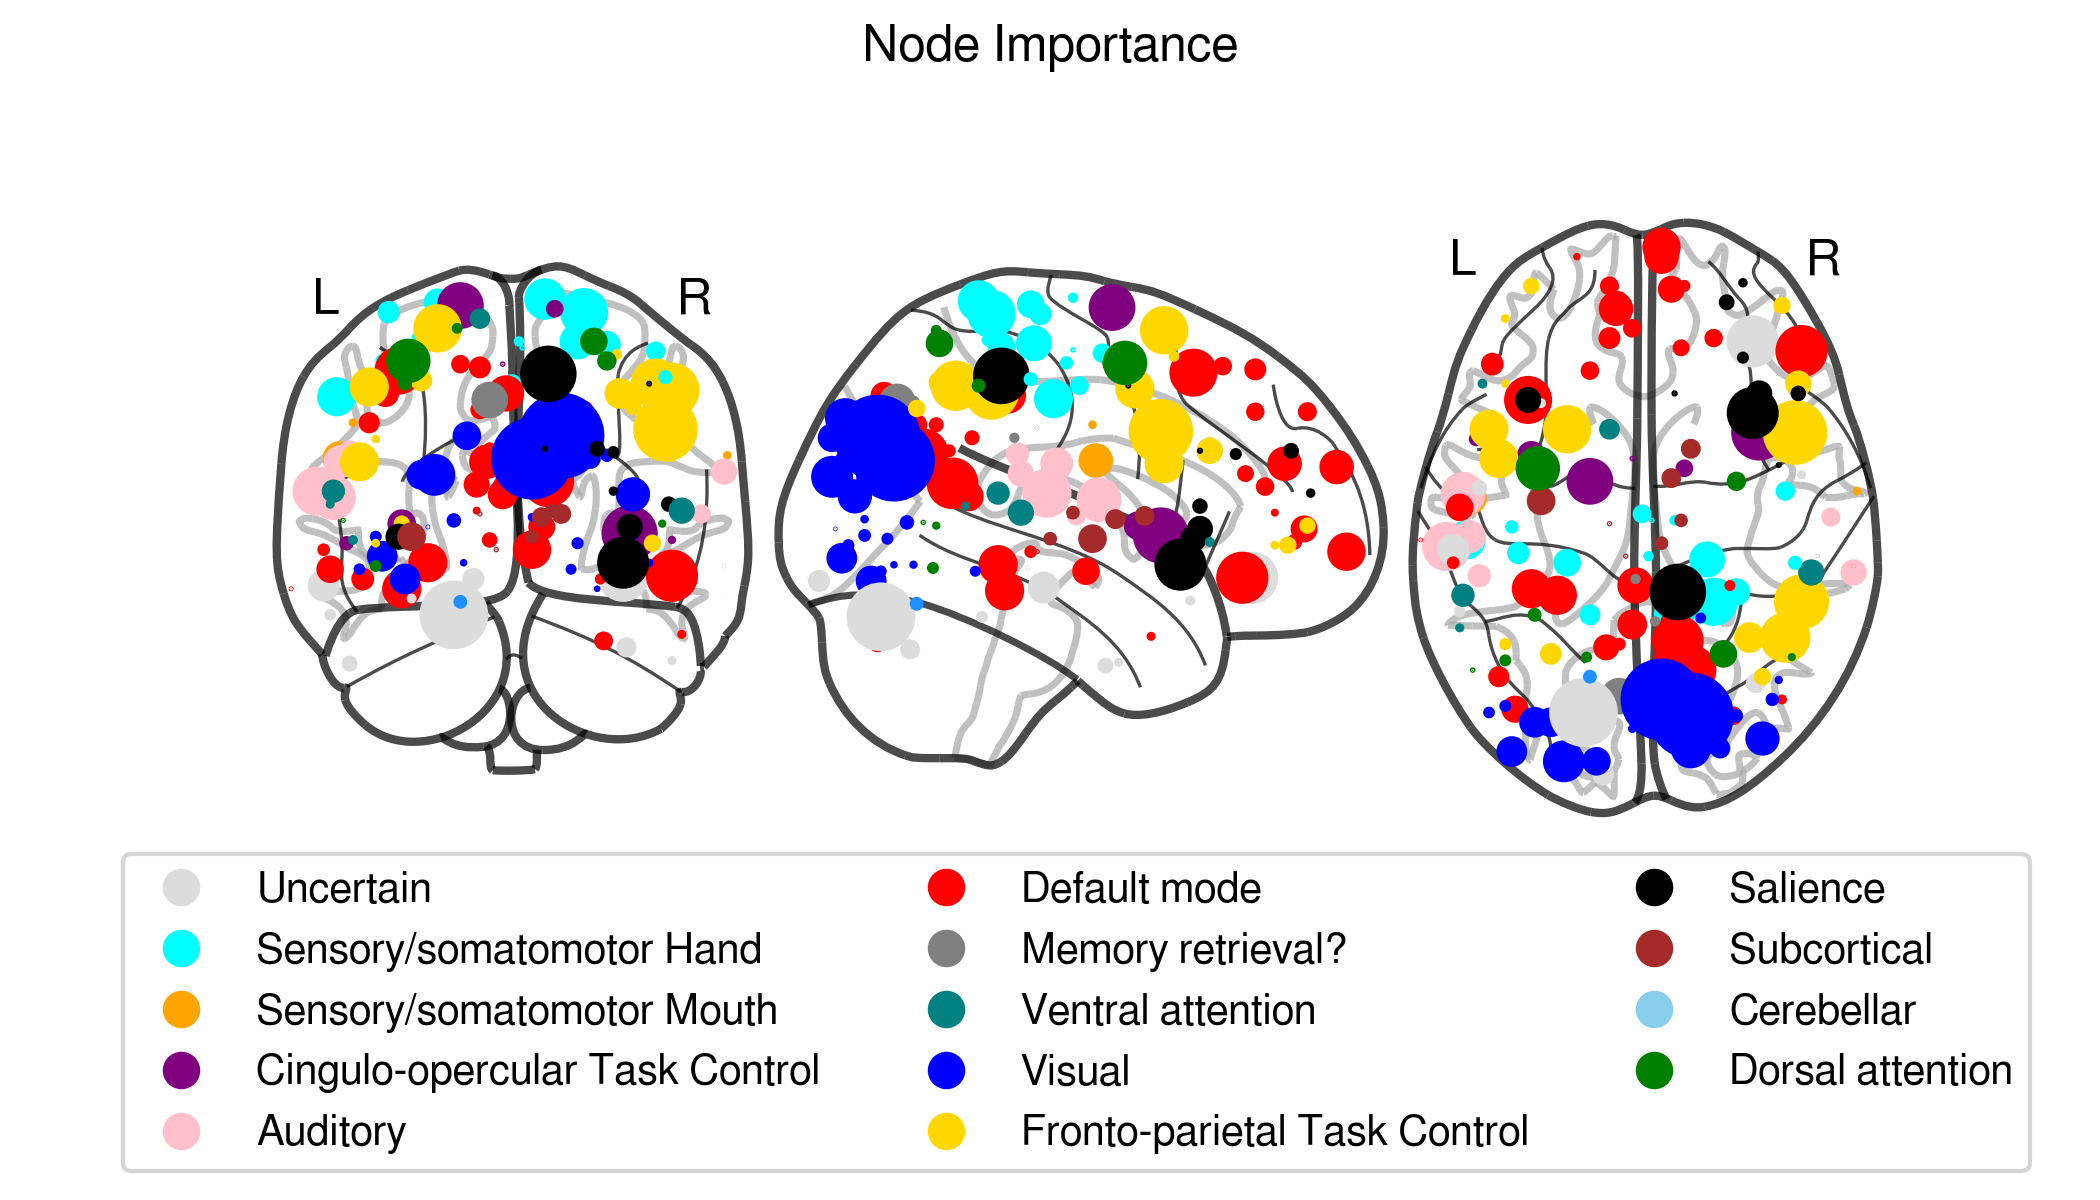 Node Importance
L R
L R
Uncertain
Sensory/somatomotor Hand
Sensory/somatomotor Mouth
Cingulo-opercular Task Control
Auditory
Default mode
Memory retrieval?
Ventral attention
Visual
Fronto-parietal Task Control
Salience
Subcortical
Cerebellar
Dorsal attention